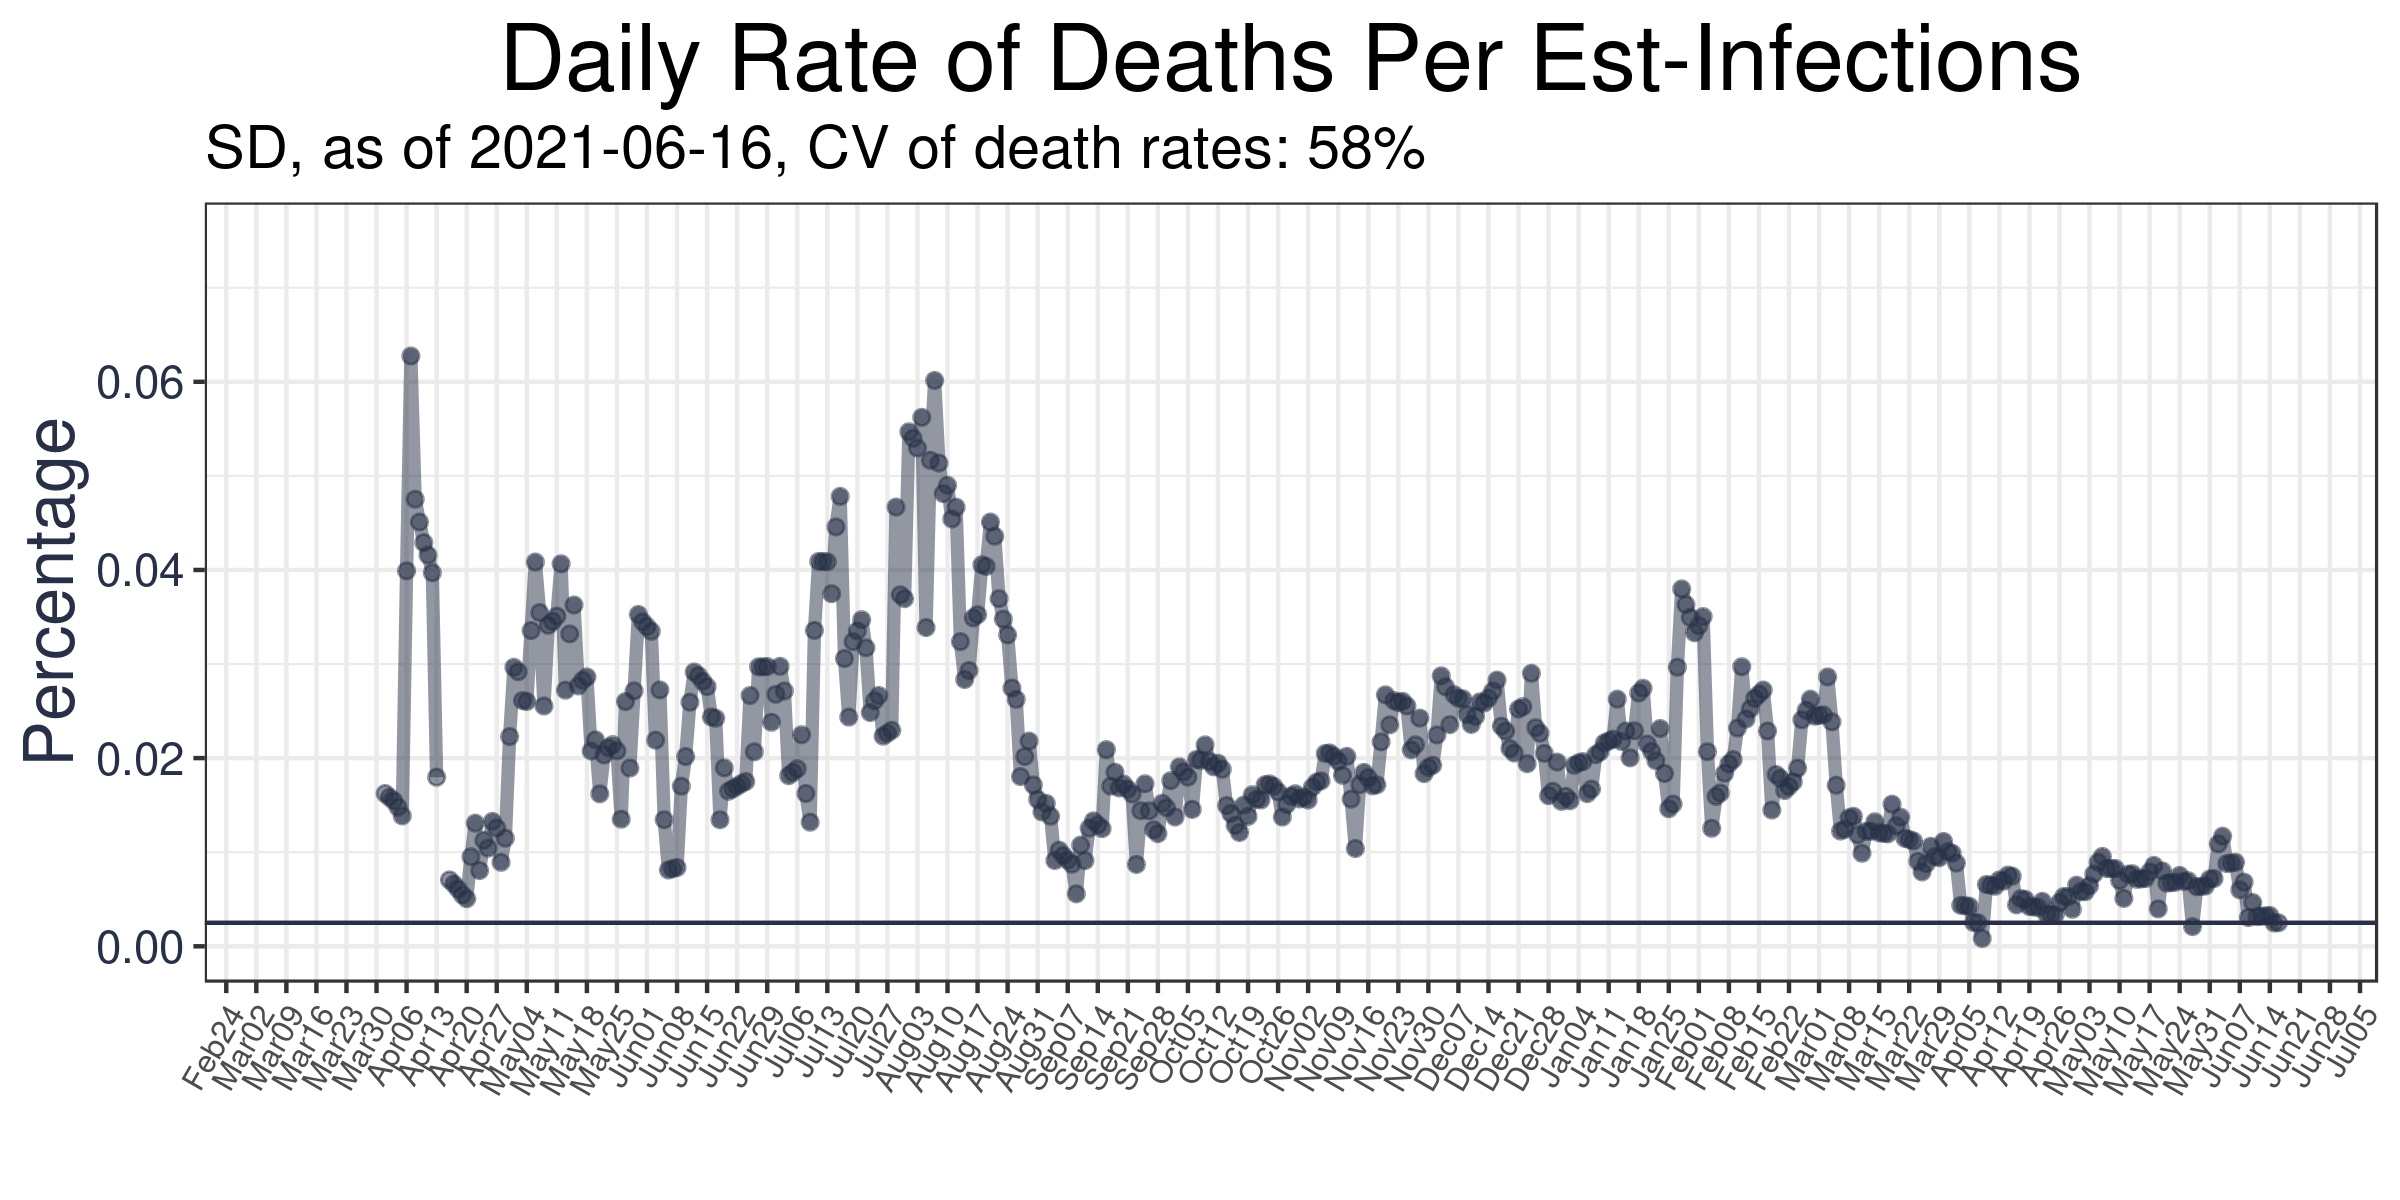 Daily Rate of Deaths Per Est-Infections
SD, as of 2021-06-16, CV of death rates: 58%
Percentage
0.06
0.04
0.02
0.00
Feb24
Mar02
Mar09
Mar16
Mar23
Mar30
Apr06
Apr13
Apr20
Apr27
May04
May11
May18
May25
Jun01
Jun08
Jun15
Jun22
Jun29
Jul06
Jul13
Jul20
Jul27
Aug03
Aug10
Aug17
Aug24
Aug31
Sep07
Sep14
Sep21
Sep28
Oct05
Oct12
Oct19
Oct26
Nov02
Nov09
Nov16
Nov23
Nov30
Dec07
Dec14
Dec21
Dec28
Jan04
Jan11
Jan18
Jan25
Feb01
Feb08
Feb15
Feb22
Mar01
Mar08
Mar15
Mar22
Mar29
Apr05
Apr12
Apr19
Apr26
May03
May10
May17
May24
May31
Jun07
Jun14
Jun21
Jun28
Jul05